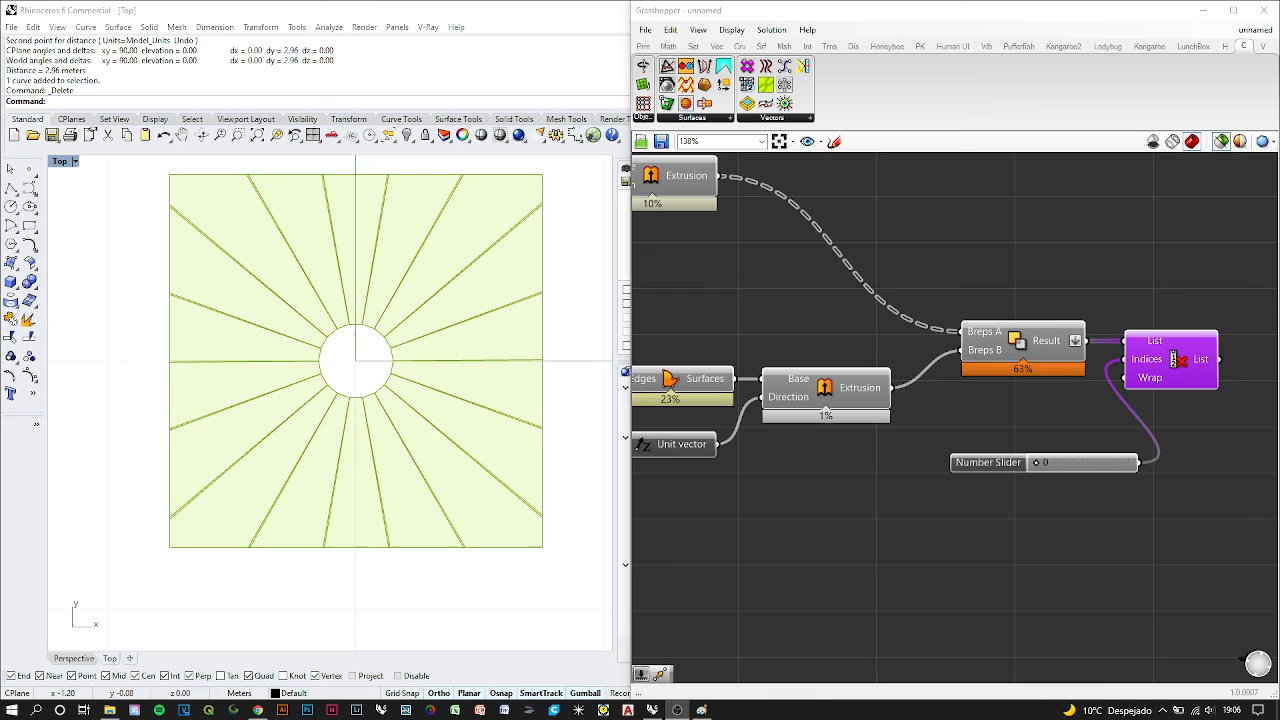 Rhinoceros 6 Commercial - [Top]
File Edit View Curve Surface Solid Mesh Dimension Transform Tools Analyze Render Panels V-Ray Help
Second point for distance ( Units=Model_Units Undo )
CPlane angles and deltas: xy = 90.00 elevation = 0.00 dx = 0.00 dy = 2.96 dz = 0.00
World angles and deltas: xy = 90.00 elevation = 0.00 dx = 0.00 dy = 2.96 dz = 0.00
Distance = 2.96 meters
1 curve added to selection.
Command: _Delete
Command:
Standard CPlanes Set View Display Select Viewport Layout Visibility Transform Curve Tools Surface Tools Solid Tools Mesh Tools
Top
y
x
Perspective Top
End Near Point Mid Cen Int Perp Tan Quad Knot Vertex Project Disable
CPlane x -1.20 y -0.08 z 0.00 Meters Default Grid Snap Ortho Planar Osnap SmartTrack Gumball Recor
Grasshopper - unnamed
File Edit View Display Solution Help
unnamed
Prm Math Set Vec Crv Srf Msh Int Trns Dis Honeybee PK Human UI Wb Pufferfish Kangaroo2 Ladybug Kangaroo LunchBox H C V
Obje.. Surfaces Vectors
138%
Extrusion
10%
Edges Surfaces
23%
Unit vector
Base
Direction
Extrusion
1%
Breps A
Breps B
Result
63%
List
Indices
Wrap
List
Number Slider 0
...
1.0.0007
10°C Despejado 19:06